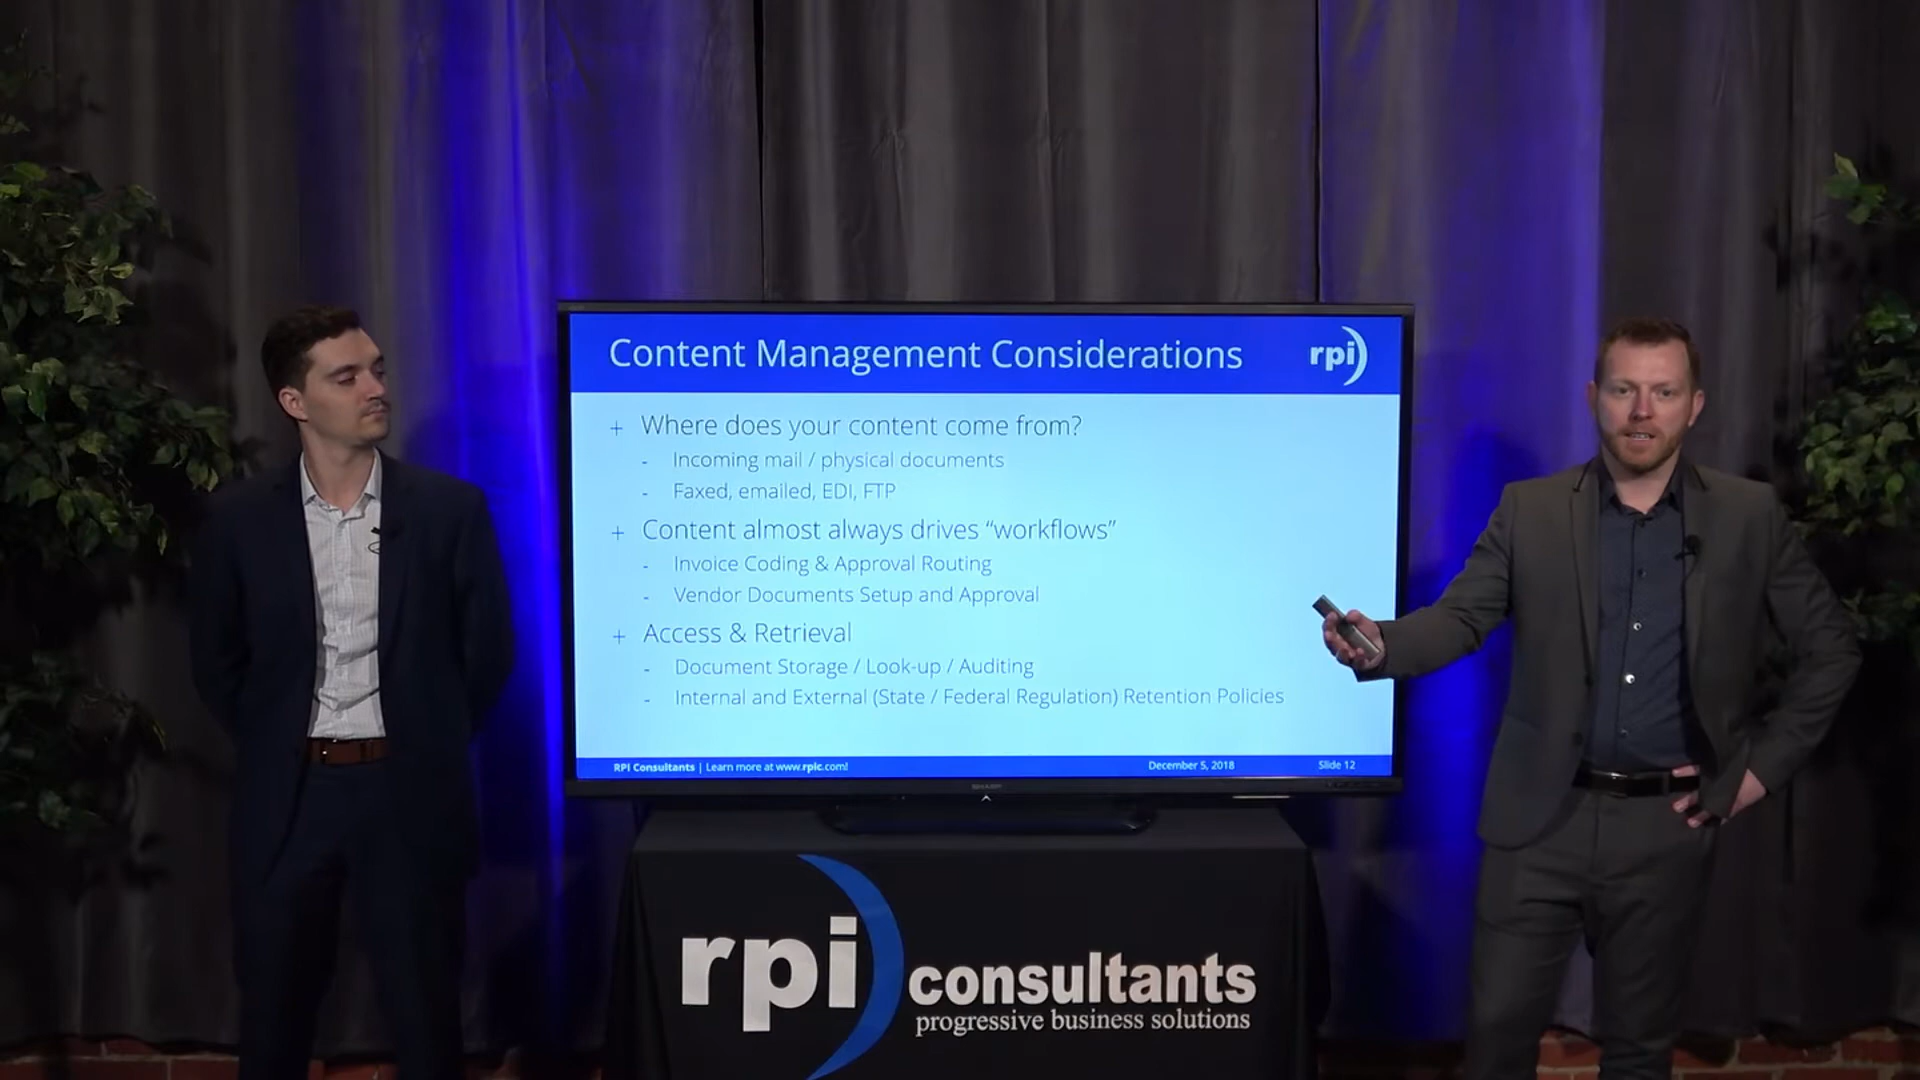 Content Management Considerations
rpi
+ Where does your content come from?
- Incoming mail / physical documents
- Faxed, emailed, EDI, FTP
+ Content almost always drives “workflows”
- Invoice Coding & Approval Routing
- Vendor Documents Setup and Approval
+ Access & Retrieval
- Document Storage / Look-up / Auditing
- Internal and External (State / Federal Regulation) Retention Policies
RPI Consultants | Learn more at www.rpic.com! December 5, 2018 Slide 12
SHARP
rpi consultants
progressive business solutions